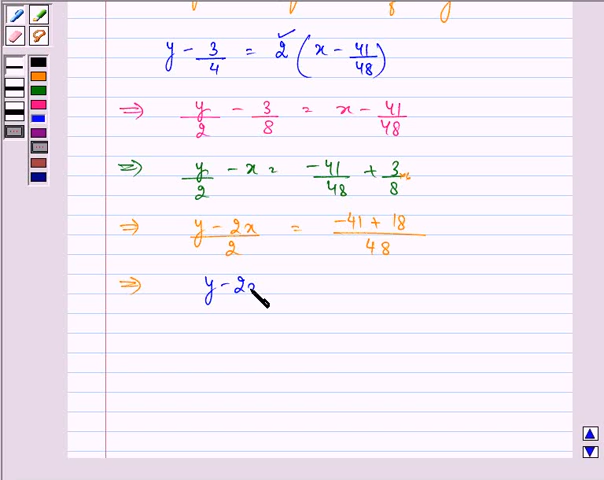 y - 3/4 = 2 ( x - 41/48 )
⇒ y/2 - 3/8 = x - 41/48
⇒ y/2 - x = -41/48 + 3/8
⇒ y - 2x / 2 = -41 + 18 / 48
⇒ y - 2x